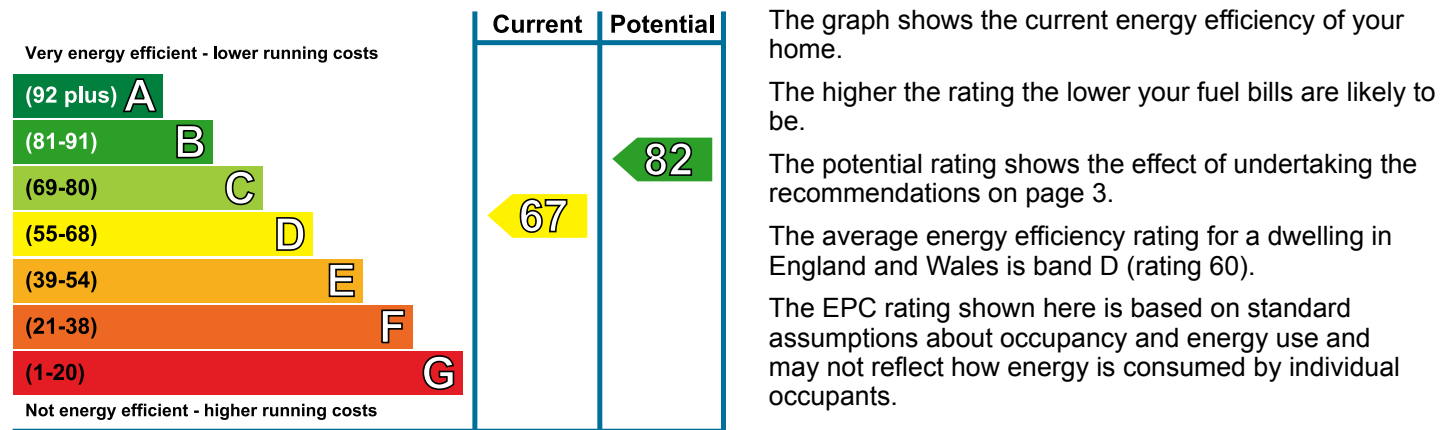 Current Potential
Very energy efficient - lower running costs
(92 plus) A
(81-91) B
82
(69-80) C
67
(55-68) D
(39-54) E
(21-38) F
(1-20) G
Not energy efficient - higher running costs
The graph shows the current energy efficiency of your
home.
The higher the rating the lower your fuel bills are likely to
be.
The potential rating shows the effect of undertaking the
recommendations on page 3.
The average energy efficiency rating for a dwelling in
England and Wales is band D (rating 60).
The EPC rating shown here is based on standard
assumptions about occupancy and energy use and
may not reflect how energy is consumed by individual
occupants.